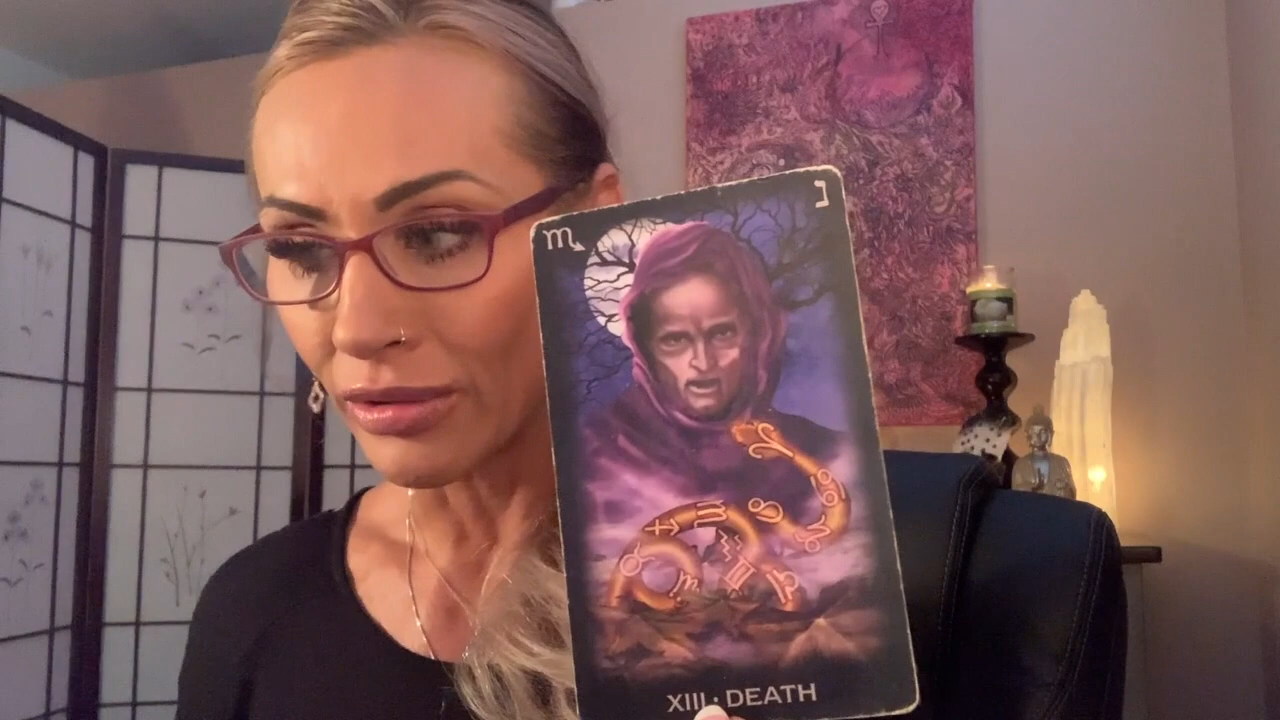 ♏ נ
XIII · DEATH